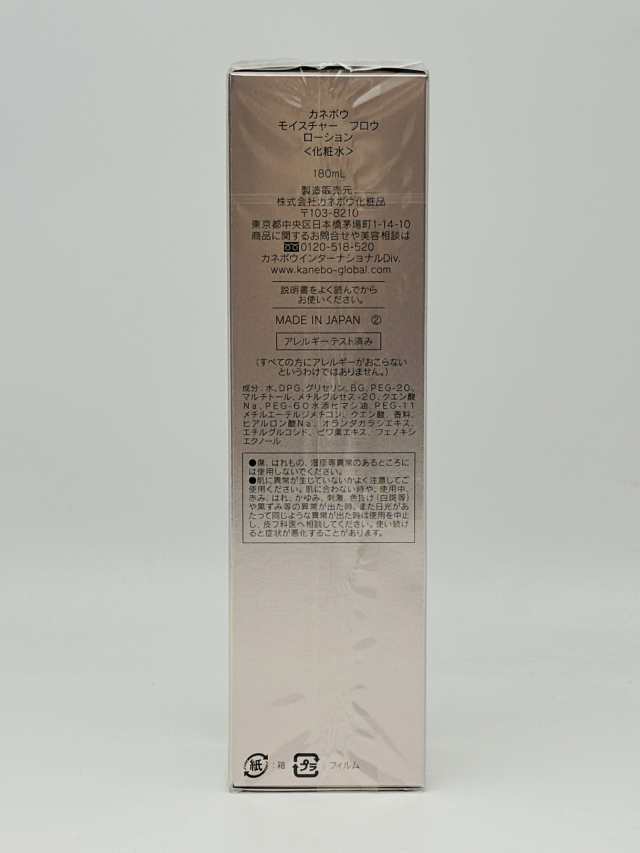 カネボウ
モイスチャー　フロウ
ローション
＜化粧水＞
180mL
製造販売元
株式会社カネボウ化粧品
〒103-8210
東京都中央区日本橋茅場町1-14-10
商品に関するお問合せや美容相談は
0120-518-520
カネボウインターナショナルDiv.
www.kanebo-global.com
説明書をよく読んでから
お使いください。
MADE IN JAPAN ②
アレルギーテスト済み
(すべての方にアレルギーがおこらない
というわけではありません。)
成分:水、DPG、グリセリン、BG、PEG-20、
マルチトール、メチルグルセス-20、クエン酸
Na、PEG-60水添ヒマシ油、PEG-11
メチルエーテルジメチコン、クエン酸、香料、
ヒアルロン酸Na、オランダガラシエキス、
エチルグルコシド、ビワ葉エキス、フェノキシ
エタノール
●傷、はれもの、湿疹等異常のあるところに
は使用しないでください。
●肌に異常が生じていないかよく注意してご
使用ください。肌に合わない時や、使用中、
赤み、はれ、かゆみ、刺激、色抜け(白斑等)
や黒ずみ等の異常が出た時、また日光があ
たって同じような異常が出た時は使用を中止
し、皮フ科医へ相談してください。使い続け
ると症状が悪化することがあります。
紙:箱 プラ:フィルム